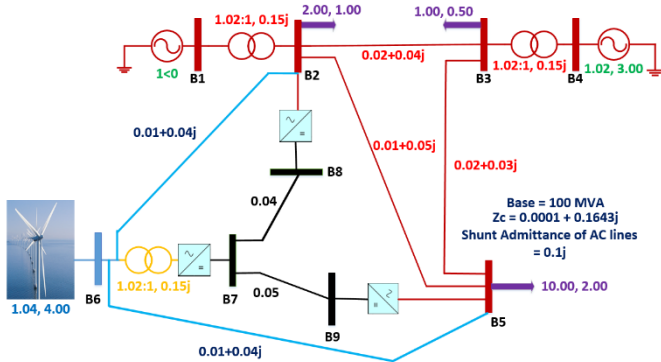 2.00, 1.00
1.00, 0.50
1.02:1, 0.15j
1<0
B1
B2
0.02+0.04j
B3
1.02:1, 0.15j
B4
1.02, 3.00
0.01+0.04j
0.01+0.05j
0.02+0.03j
B8
0.04
Base = 100 MVA
Zc = 0.0001 + 0.1643j
Shunt Admittance of AC lines
= 0.1j
1.04, 4.00
B6
1.02:1, 0.15j
B7
0.05
B9
B5
10.00, 2.00
0.01+0.04j